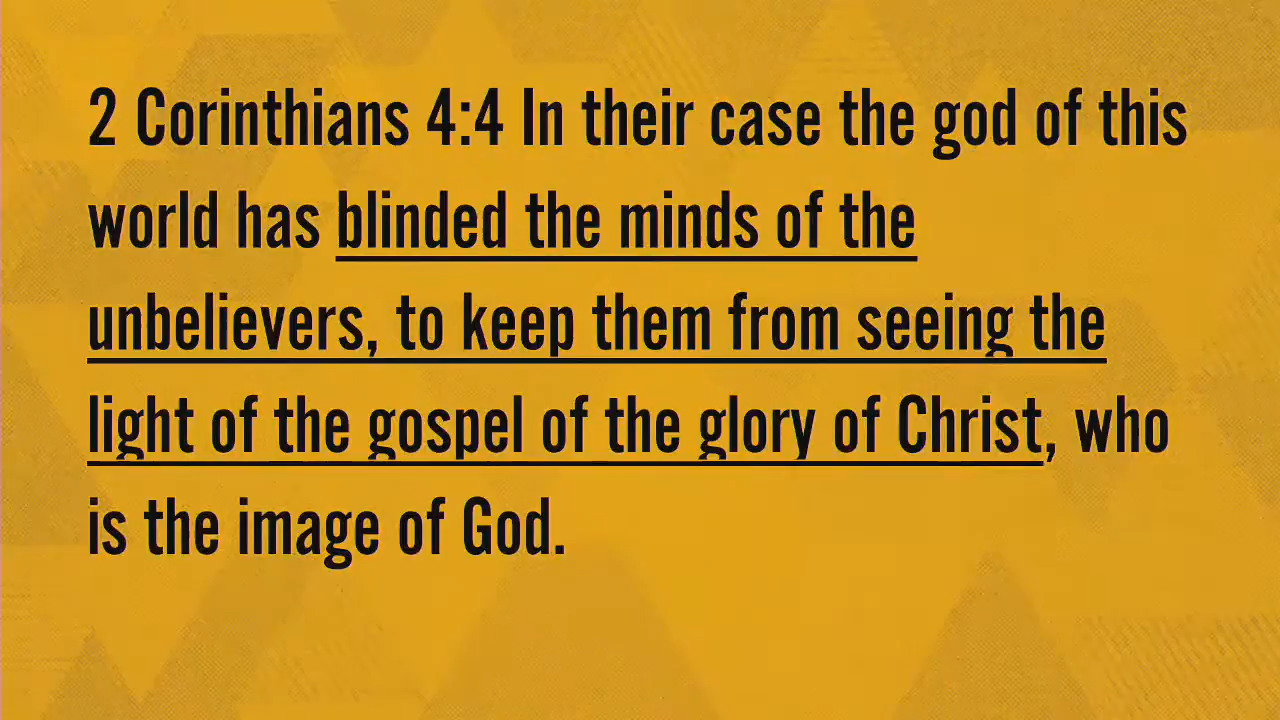 2 Corinthians 4:4 In their case the god of this
world has blinded the minds of the
unbelievers, to keep them from seeing the
light of the gospel of the glory of Christ, who
is the image of God.